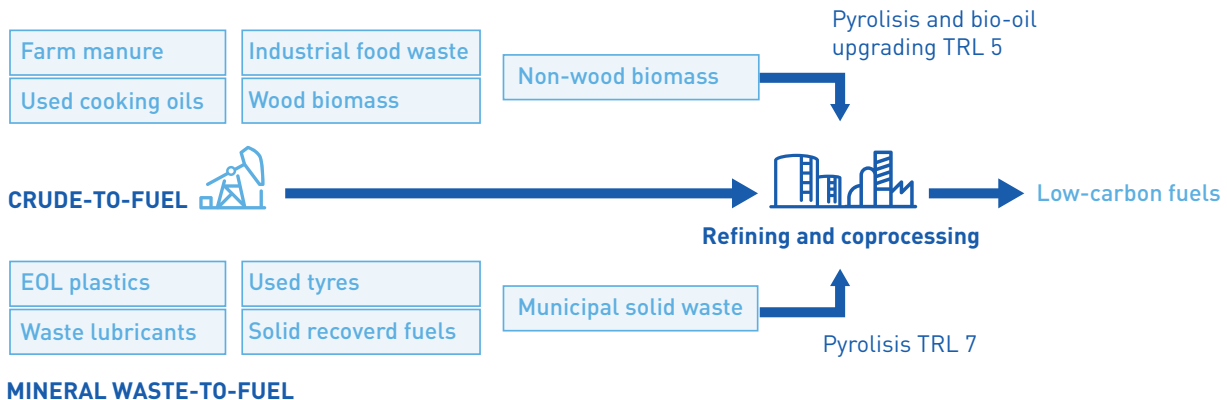 Pyrolisis and bio-oil
upgrading TRL 5
Farm manure
Industrial food waste
Non-wood biomass
Used cooking oils
Wood biomass
CRUDE-TO-FUEL
Low-carbon fuels
Refining and coprocessing
EOL plastics
Used tyres
Municipal solid waste
Waste lubricants
Solid recoverd fuels
Pyrolisis TRL 7
MINERAL WASTE-TO-FUEL